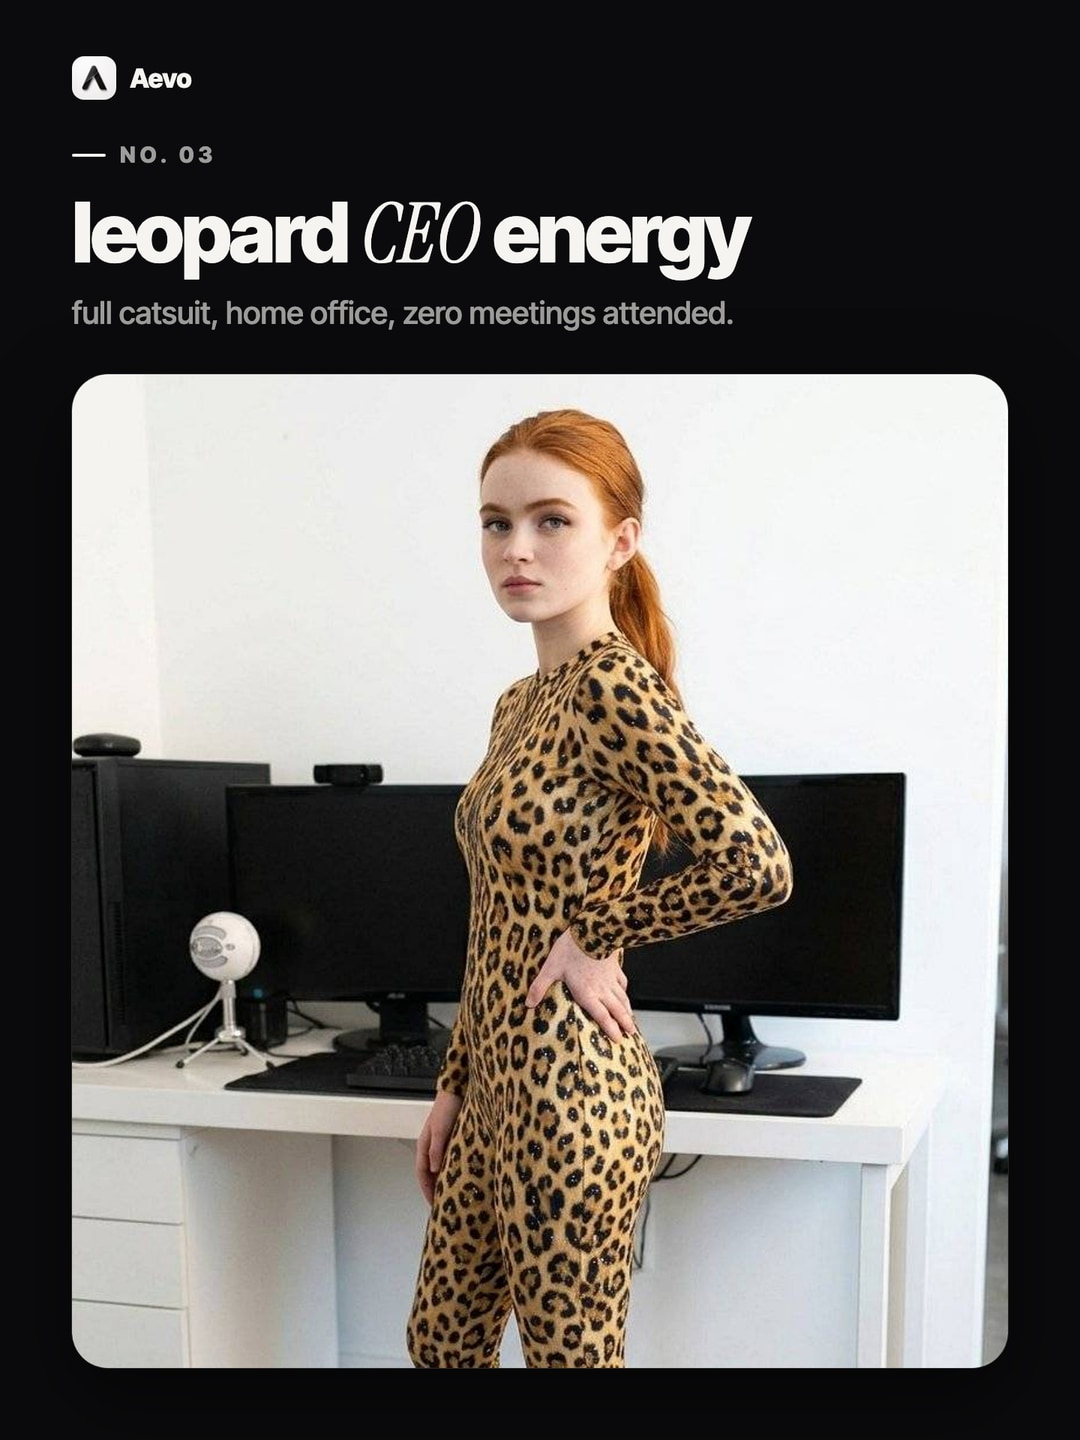 Aevo
NO. 03
leopard CEO energy
full catsuit, home office, zero meetings attended.